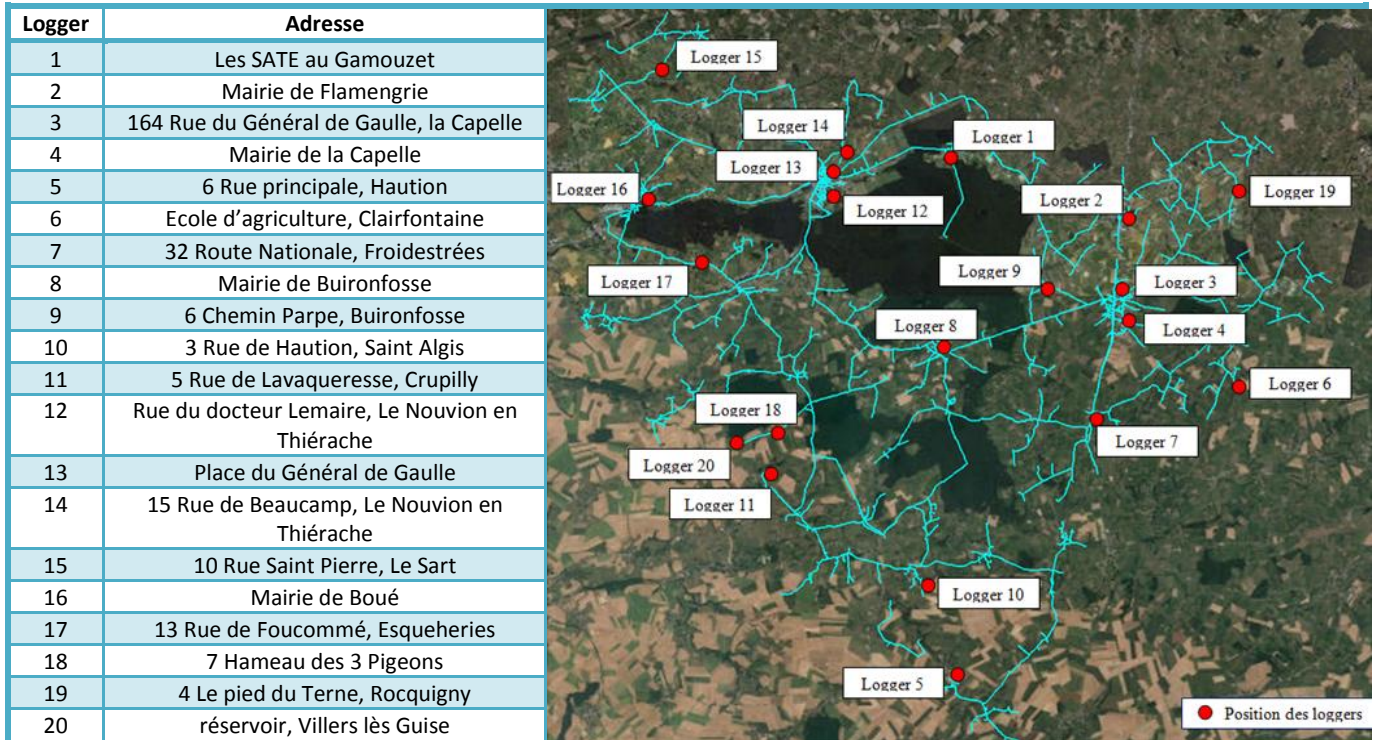 Logger Adresse
1 Les SATE au Gamouzet
2 Mairie de Flamengrie
3 164 Rue du Général de Gaulle, la Capelle
4 Mairie de la Capelle
5 6 Rue principale, Haution
6 Ecole d'agriculture, Clairfontaine
7 32 Route Nationale, Froidestrées
8 Mairie de Buironfosse
9 6 Chemin Parpe, Buironfosse
10 3 Rue de Haution, Saint Algis
11 5 Rue de Lavaqueresse, Crupilly
12 Rue du docteur Lemaire, Le Nouvion en
Thiérache
13 Place du Général de Gaulle
14 15 Rue de Beaucamp, Le Nouvion en
Thiérache
15 10 Rue Saint Pierre, Le Sart
16 Mairie de Boué
17 13 Rue de Foucommé, Esqueheries
18 7 Hameau des 3 Pigeons
19 4 Le pied du Terne, Rocquigny
20 réservoir, Villers lès Guise
Logger 15
Logger 14
Logger 1
Logger 13
Logger 16
Logger 19
Logger 2
Logger 12
Logger 9
Logger 17
Logger 3
Logger 8
Logger 4
Logger 6
Logger 18
Logger 7
Logger 20
Logger 11
Logger 10
Logger 5
Position des loggers